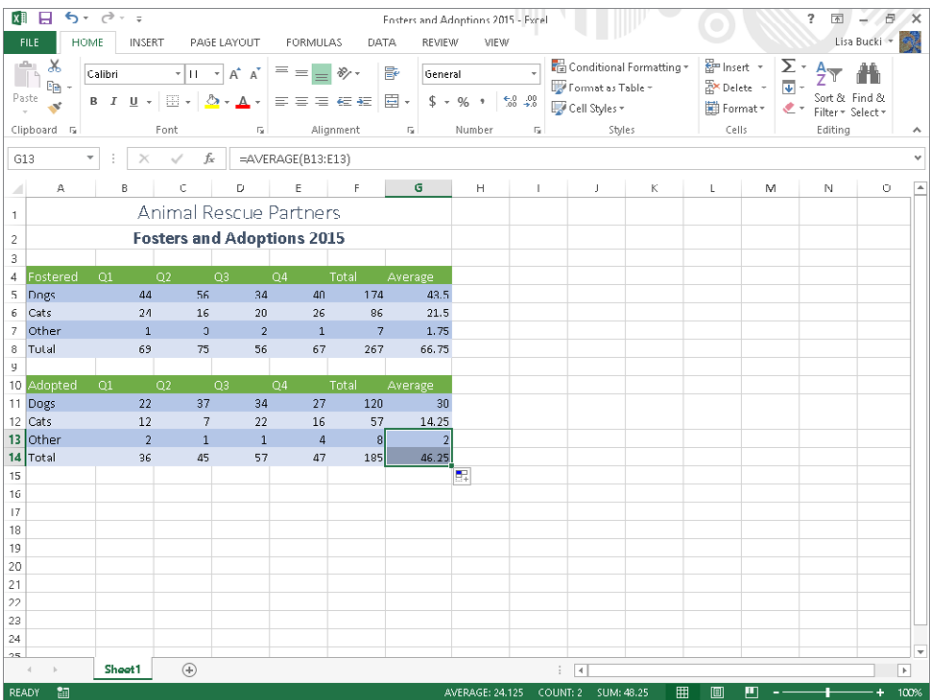 Fosters and Adoptions 2015 - Excel
?
FILE HOME INSERT PAGE LAYOUT FORMULAS DATA REVIEW VIEW Lisa Bucki
Calibri 11 A A General Conditional Formatting Insert Σ A Z
Paste Format as Table Delete Sort & Find &
B I U A $ % , .00 .0 Cell Styles Format Filter Select
Clipboard Font Alignment Number Styles Cells Editing
G13 fx =AVERAGE(B13:E13)
A B C D E F G H I J K L M N O
1 Animal Rescue Partners
2 Fosters and Adoptions 2015
3
4 Fostered Q1 Q2 Q3 Q4 Total Average
5 Dogs 44 56 34 40 174 43.5
6 Cats 24 16 20 26 86 21.5
7 Other 1 3 2 1 7 1.75
8 Total 69 75 56 67 267 66.75
9
10 Adopted Q1 Q2 Q3 Q4 Total Average
11 Dogs 22 37 34 27 120 30
12 Cats 12 7 22 16 57 14.25
13 Other 2 1 1 4 8 2
14 Total 36 45 57 47 185 46.25
15
16
17
18
19
20
21
22
23
24
25
Sheet1
READY AVERAGE: 24.125 COUNT: 2 SUM: 48.25 100%